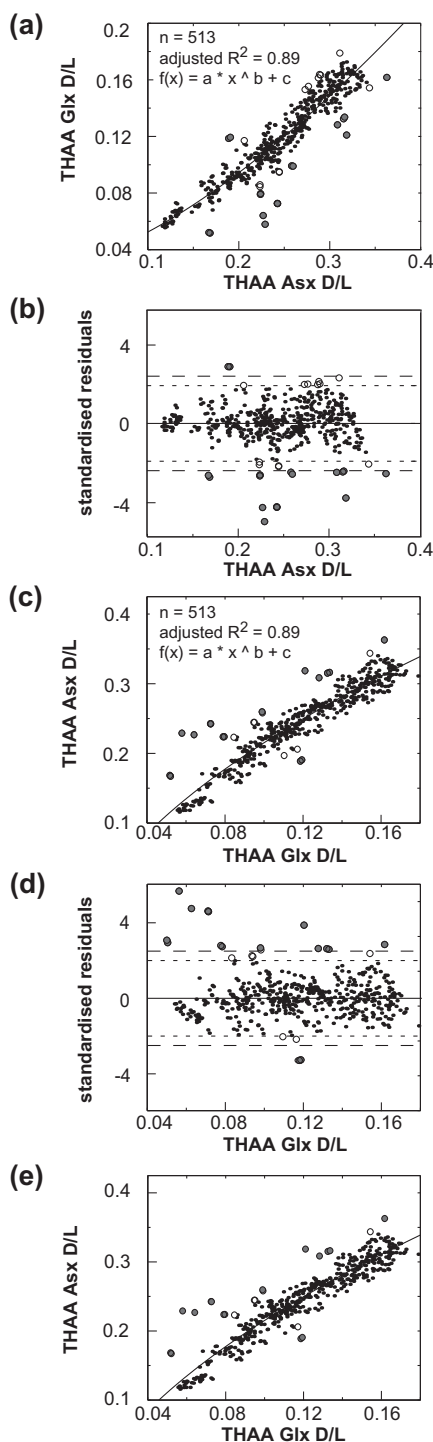 (a)
n = 513
adjusted R² = 0.89
f(x) = a * x ^ b + c
THAA Glx D/L
0.2
0.16
0.12
0.08
0.04
0.1 0.2 0.3 0.4
THAA Asx D/L
(b)
standardised residuals
4
0
-4
0.1 0.2 0.3 0.4
THAA Asx D/L
(c)
n = 513
adjusted R² = 0.89
f(x) = a * x ^ b + c
THAA Asx D/L
0.4
0.3
0.2
0.1
0.04 0.08 0.12 0.16
THAA Glx D/L
(d)
standardised residuals
4
0
-4
0.04 0.08 0.12 0.16
THAA Glx D/L
(e)
THAA Asx D/L
0.4
0.3
0.2
0.1
0.04 0.08 0.12 0.16
THAA Glx D/L